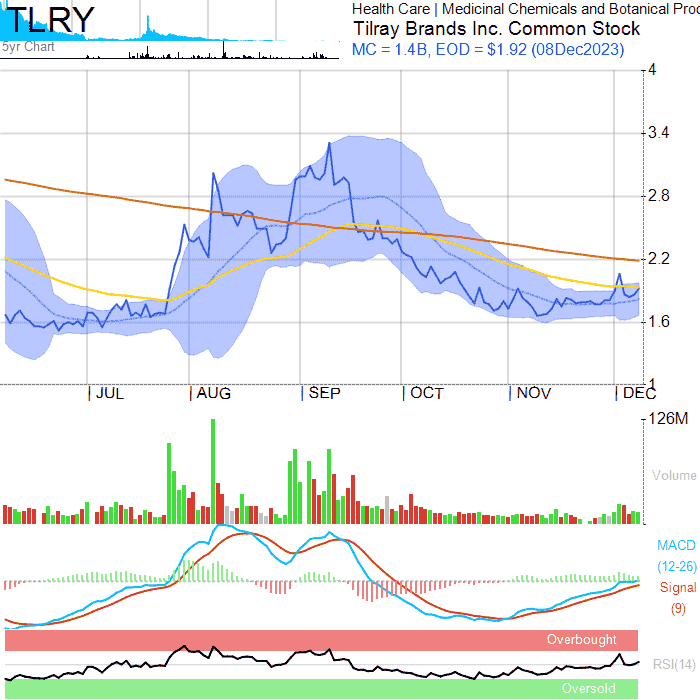 TLRY
5yr Chart
Health Care | Medicinal Chemicals and Botanical Proc
Tilray Brands Inc. Common Stock
MC = 1.4B, EOD = $1.92 (08Dec2023)
4
3.4
2.8
2.2
1.6
1
JUL AUG SEP OCT NOV DEC
126M
Volume
MACD
(12-26)
Signal
(9)
Overbought
RSI(14)
Oversold